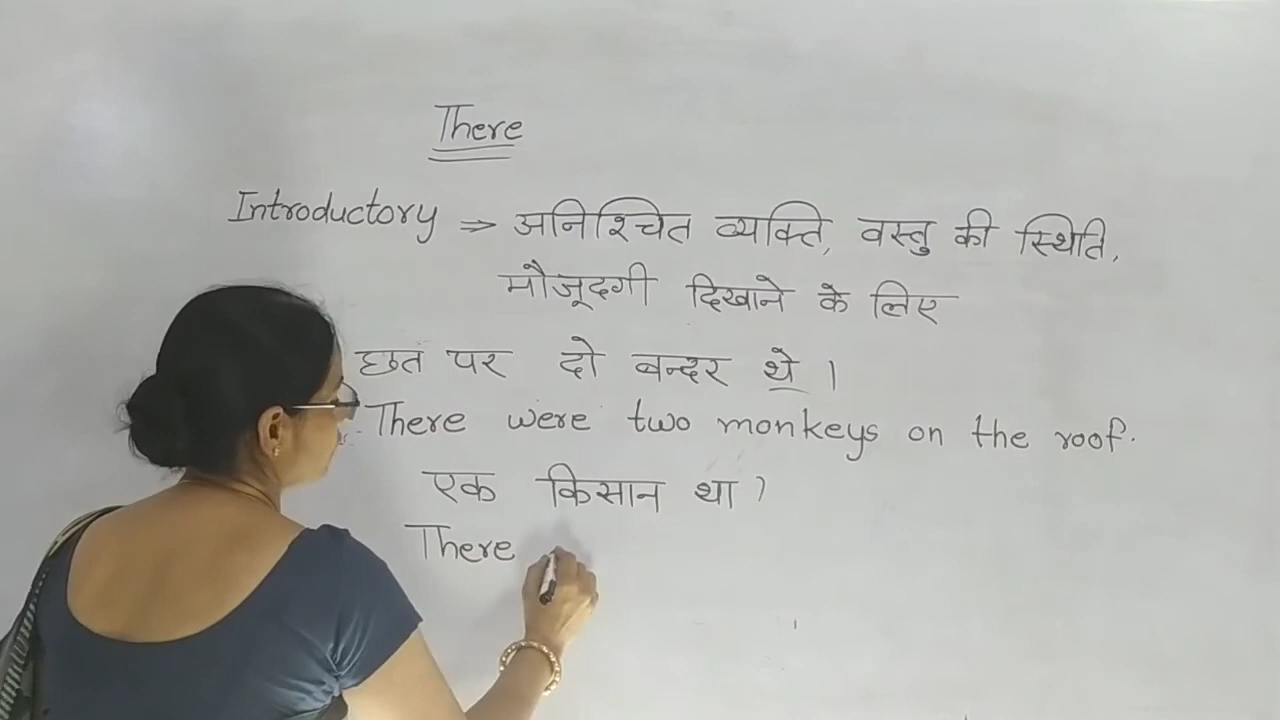 There
Introductory ⇒ अनिश्चित व्यक्ति, वस्तु की स्थिति,
मौजूदगी दिखाने के लिए
छत पर दो बन्दर थे ।
There were two monkeys on the roof.
एक किसान था ?
There